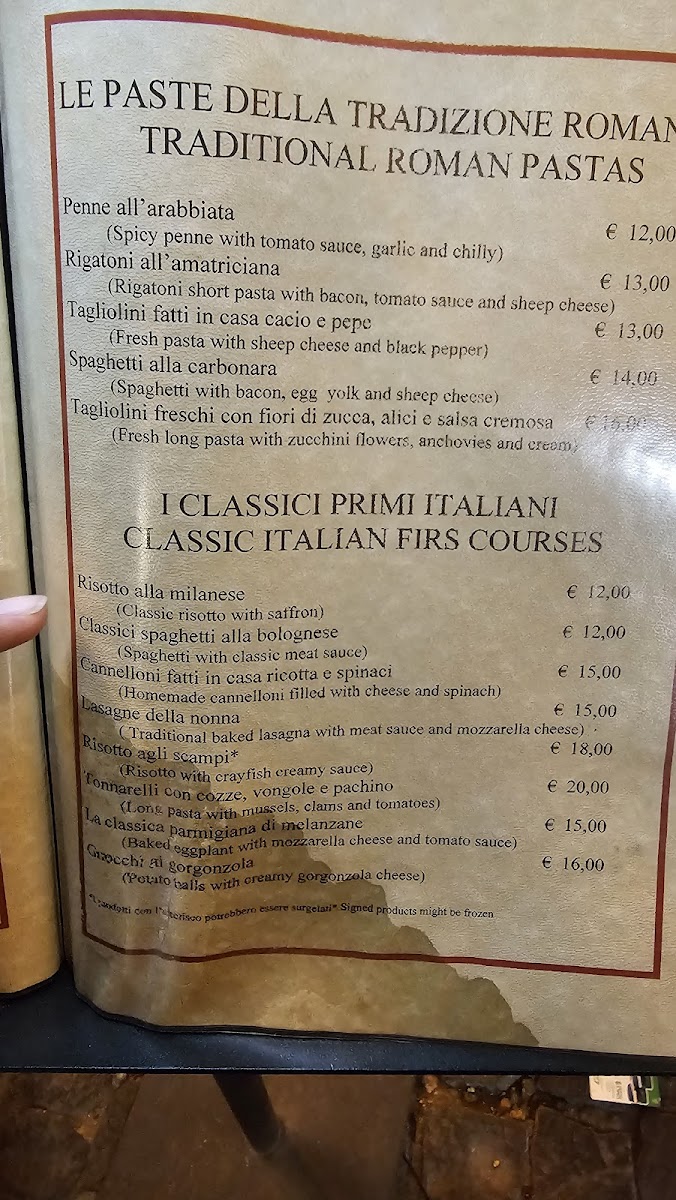 LE PASTE DELLA TRADIZIONE ROMAN
TRADITIONAL ROMAN PASTAS
Penne all'arabbiata € 12,00
(Spicy penne with tomato sauce, garlic and chilly)
Rigatoni all'amatriciana € 13,00
(Rigatoni short pasta with bacon, tomato sauce and sheep cheese)
Tagliolini fatti in casa cacio e pepe € 13,00
(Fresh pasta with sheep cheese and black pepper)
Spaghetti alla carbonara € 14,00
(Spaghetti with bacon, egg yolk and sheep cheese)
Tagliolini freschi con fiori di zucca, alici e salsa cremosa €
(Fresh long pasta with zucchini flowers, anchovies and cream)
I CLASSICI PRIMI ITALIANI
CLASSIC ITALIAN FIRS COURSES
Risotto alla milanese € 12,00
(Classic risotto with saffron)
Classici spaghetti alla bolognese € 12,00
(Spaghetti with classic meat sauce)
Cannelloni fatti in casa ricotta e spinaci € 15,00
(Homemade cannelloni filled with cheese and spinach)
Lasagne della nonna € 15,00
(Traditional baked lasagna with meat sauce and mozzarella cheese)
Risotto agli scampi* € 18,00
(Risotto with crayfish creamy sauce)
Tonnarelli con cozze, vongole e pachino € 20,00
(Long pasta with mussels, clams and tomatoes)
La classica parmigiana di melanzane € 15,00
(Baked eggplant with mozzarella cheese and tomato sauce)
Gnocchi ai gorgonzola € 16,00
(Potato balls with creamy gorgonzola cheese)
con potrebbero essere surgelati* Signed products might be frozen